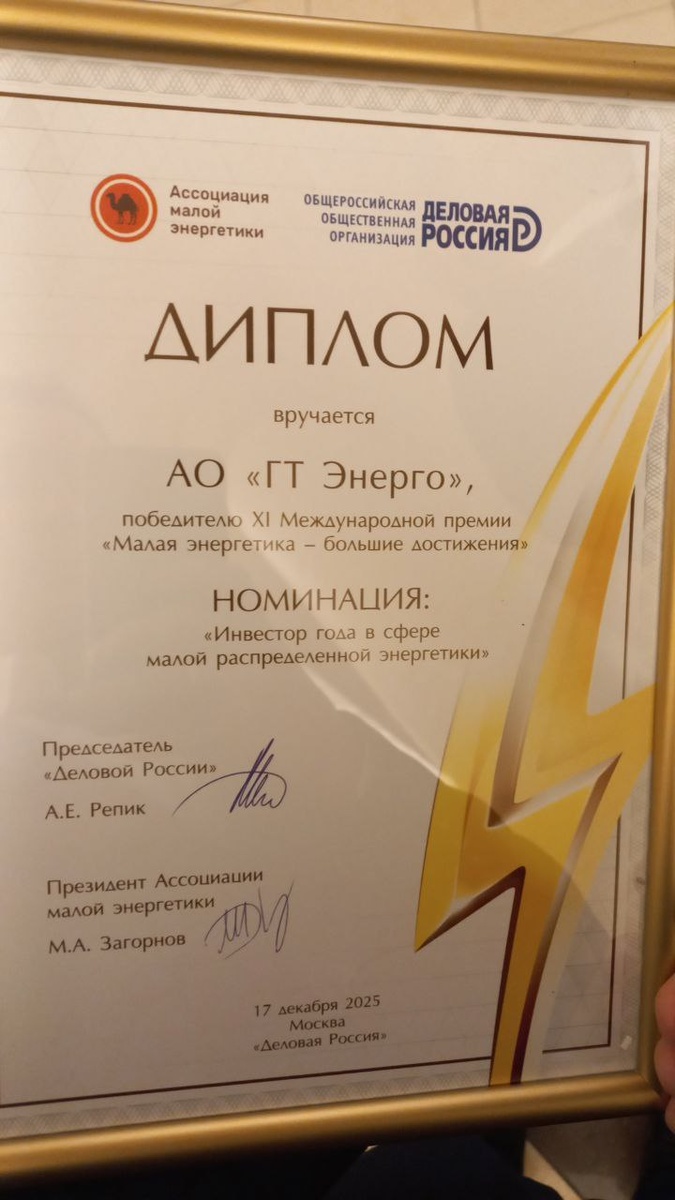 Ассоциация
малой
энергетики
ОБЩЕРОССИЙСКАЯ
ОБЩЕСТВЕННАЯ
ОРГАНИЗАЦИЯ
ДЕЛОВАЯ
РОССИЯ
ДИПЛОМ
вручается
АО «ГТ Энерго»,
победителю XI Международной премии
«Малая энергетика – большие достижения»
НОМИНАЦИЯ:
«Инвестор года в сфере
малой распределенной энергетики»
Председатель
«Деловой России»
А.Е. Репик
Президент Ассоциации
малой энергетики
М.А. Загорнов
17 декабря 2025
Москва
«Деловая Россия»